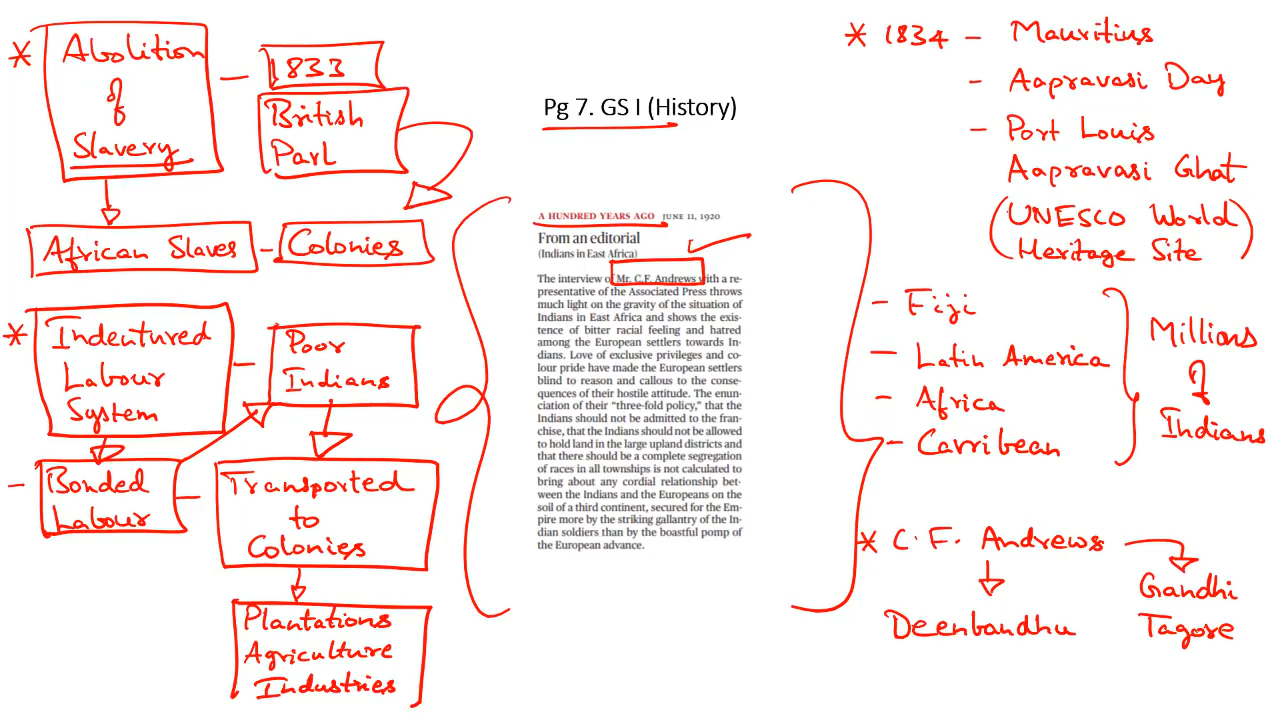 * Abolition
of
Slavery
- 1833
British
Parl
African Slaves - Colonies
* Indentured
Labour
System
- Poor
Indians
- Bonded
Labour
- Transported
to
Colonies
Plantations
Agriculture
Industries
Pg 7. GS I (History)
A HUNDRED YEARS AGO JUNE 11, 1920
From an editorial
(Indians in East Africa)
The interview of Mr. C.F. Andrews with a re-
presentative of the Associated Press throws
much light on the gravity of the situation of
Indians in East Africa and shows the exis-
tence of bitter racial feeling and hatred
among the European settlers towards In-
dians. Love of exclusive privileges and co-
lour pride have made the European settlers
blind to reason and callous to the conse-
quences of their hostile attitude. The enun-
ciation of their “three-fold policy,” that the
Indians should not be admitted to the fran-
chise, that the Indians should not be allowed
to hold land in the large upland districts and
that there should be a complete segregation
of races in all townships is not calculated to
bring about any cordial relationship bet-
ween the Indians and the Europeans on the
soil of a third continent, secured for the Em-
pire more by the striking gallantry of the In-
dian soldiers than by the boastful pomp of
the European advance.
* 1834 - Mauritius
- Aapravasi Day
- Port Louis
Aapravasi Ghat
(UNESCO World
Heritage Site)
- Fiji
- Latin America
- Africa
- Carribean
Millions
of
Indians
* C. F. Andrews
Deenbandhu
Gandhi
Tagore